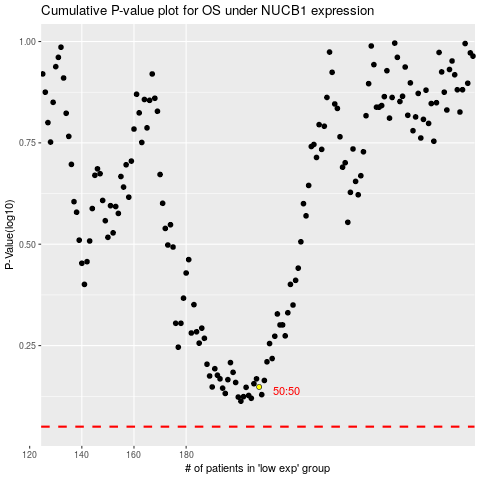 Cumulative P-value plot for OS under NUCB1 expression
P-Value(log10)
1.00
0.75
0.50
0.25
50:50
120 140 160 180
# of patients in 'low exp' group